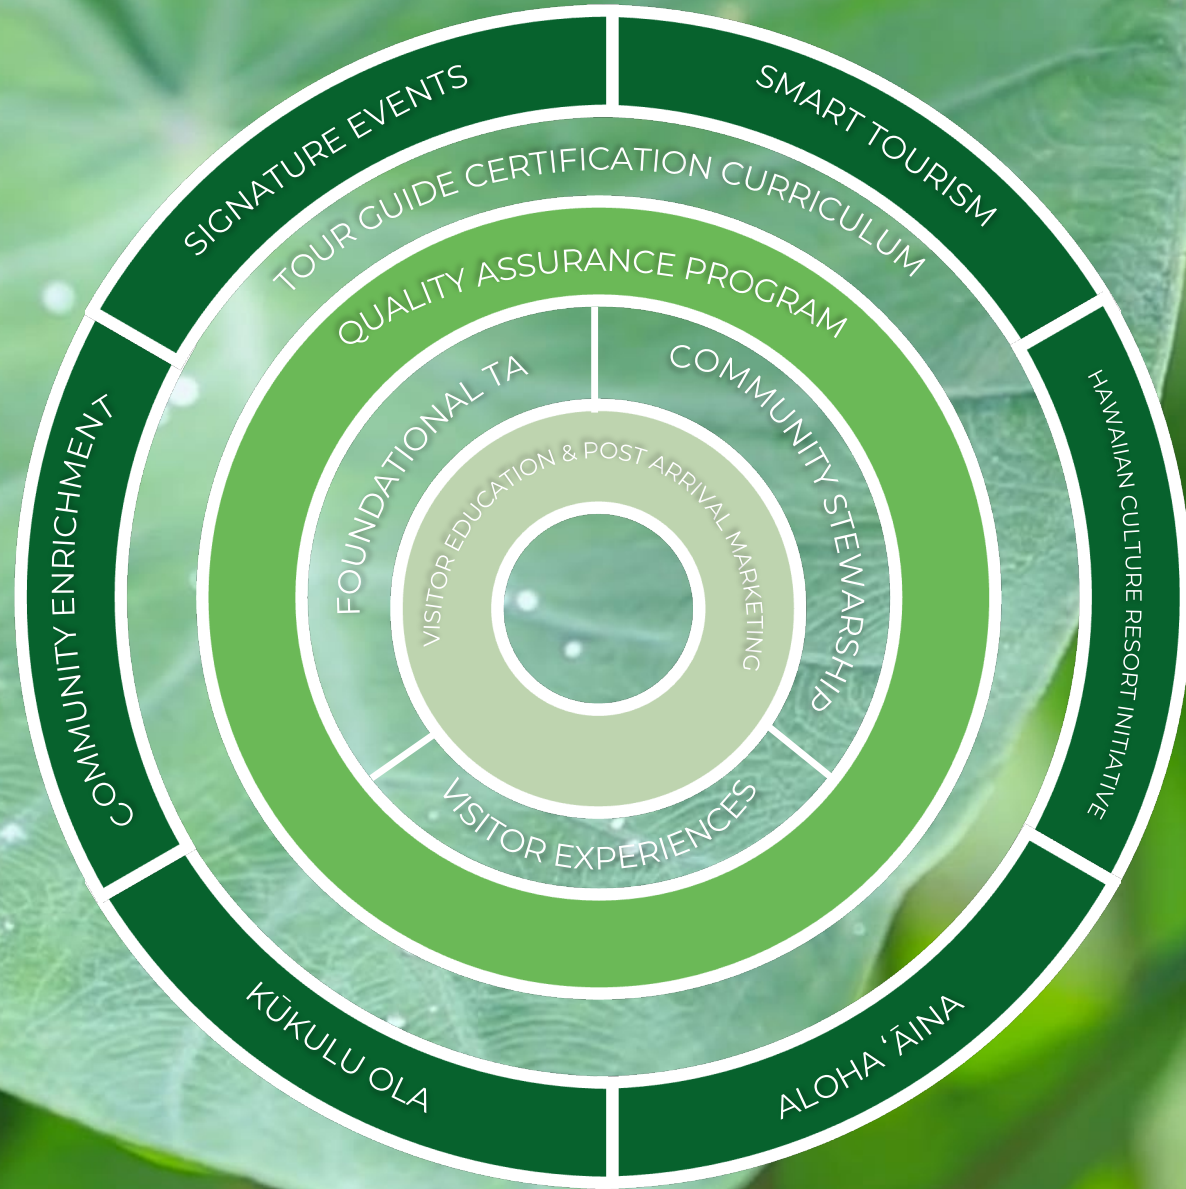 SIGNATURE EVENTS
SMART TOURISM
HAWAIIAN CULTURE RESORT INITIATIVE
ALOHA ʻĀINA
KŪKULU OLA
COMMUNITY ENRICHMENT
TOUR GUIDE CERTIFICATION CURRICULUM
QUALITY ASSURANCE PROGRAM
FOUNDATIONAL TA
COMMUNITY STEWARSHIP
VISITOR EXPERIENCES
VISITOR EDUCATION & POST ARRIVAL MARKETING